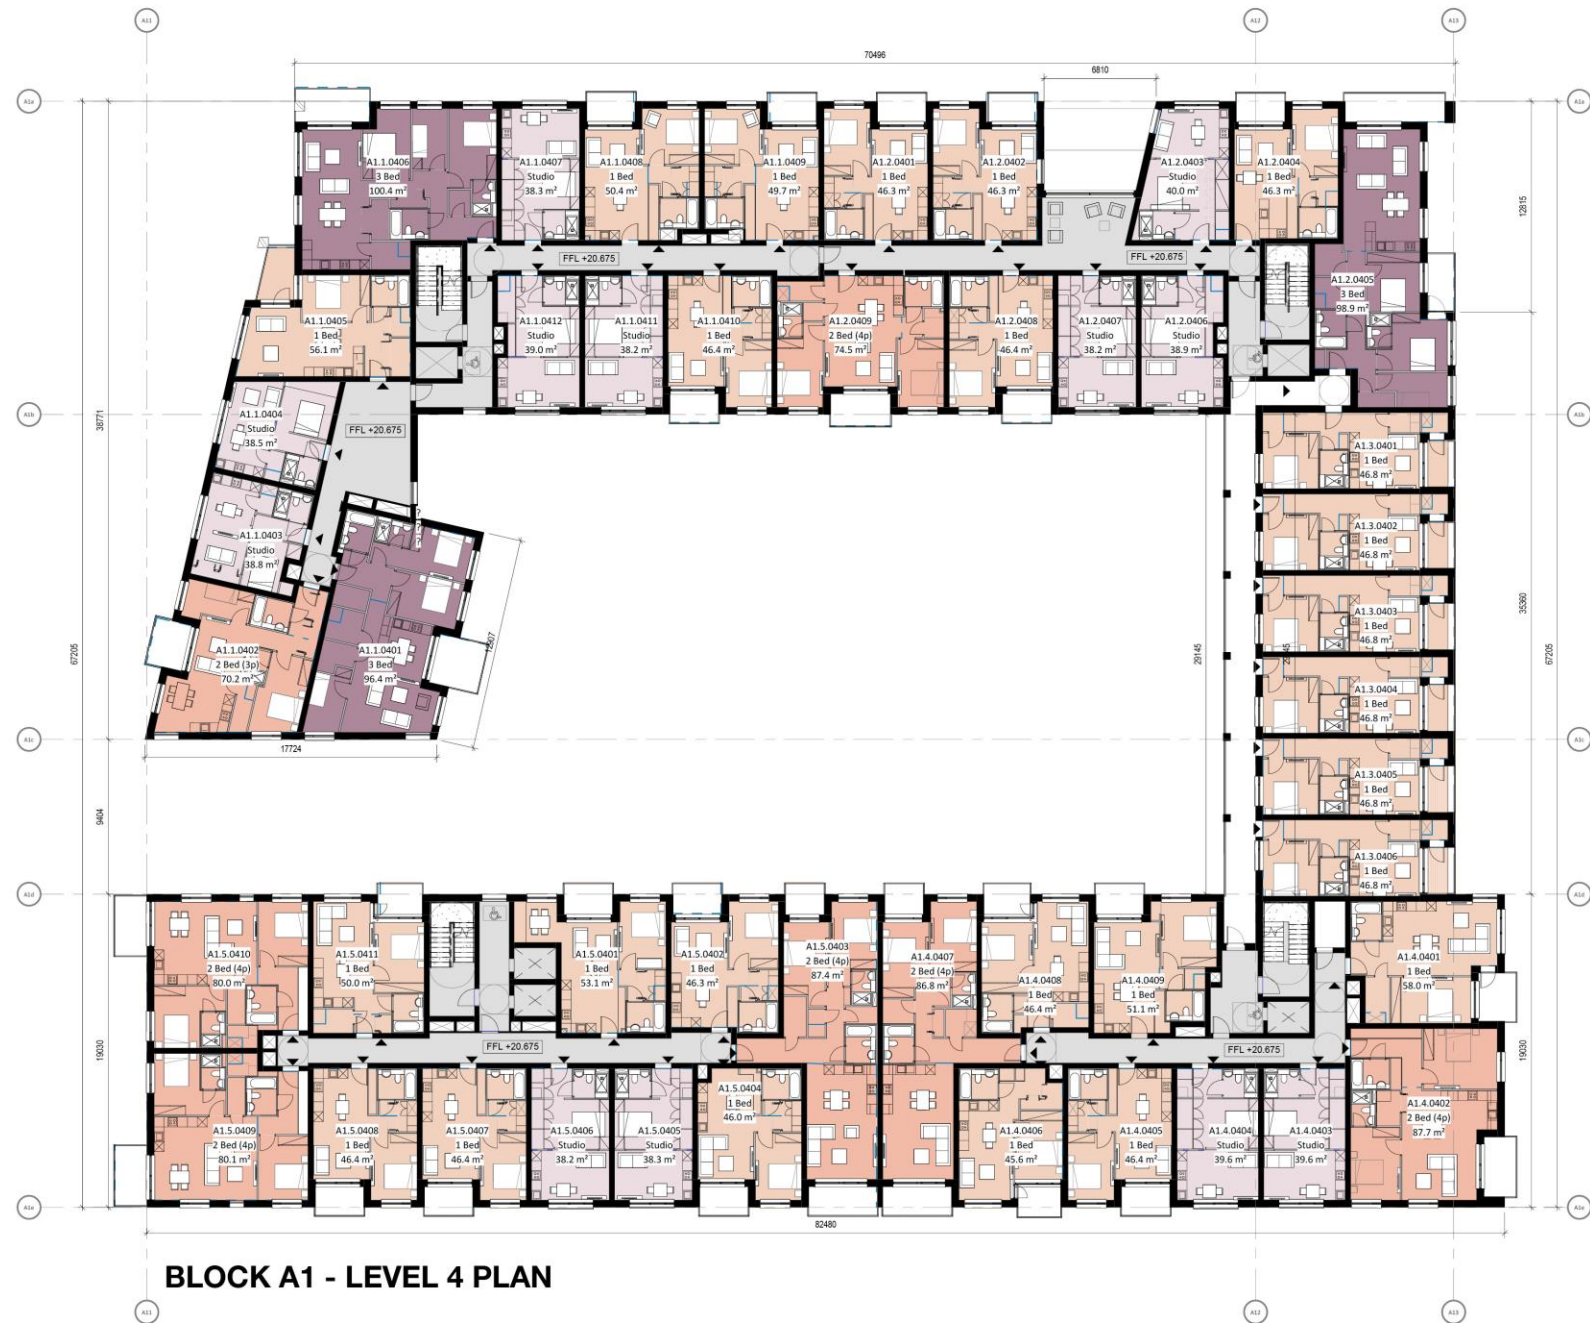 A11
A12
A13
70496
6810
A1a
A1a
A1.1.0406
3 Bed
100.4 m²
A1.1.0407
Studio
38.3 m²
A1.1.0408
1 Bed
50.4 m²
A1.1.0409
1 Bed
49.7 m²
A1.2.0401
1 Bed
46.3 m²
A1.2.0402
1 Bed
46.3 m²
A1.2.0403
Studio
40.0 m²
A1.2.0404
1 Bed
46.3 m²
12815
FFL +20.675
FFL +20.675
A1.1.0405
1 Bed
56.1 m²
A1.1.0412
Studio
39.0 m²
A1.1.0411
Studio
38.2 m²
A1.1.0410
1 Bed
46.4 m²
A1.2.0409
2 Bed (4p)
74.5 m²
A1.2.0408
1 Bed
46.4 m²
A1.2.0407
Studio
38.2 m²
A1.2.0406
Studio
38.9 m²
A1.2.0405
3 Bed
98.9 m²
A1b
A1b
38771
A1.1.0404
Studio
38.5 m²
FFL +20.675
A1.3.0401
1 Bed
46.8 m²
A1.1.0403
Studio
38.8 m²
A1.3.0402
1 Bed
46.8 m²
A1.3.0403
1 Bed
46.8 m²
35360
67205
A1.1.0402
2 Bed (3p)
70.2 m²
A1.1.0401
3 Bed
96.4 m²
12907
29145
29145
67205
A1.3.0404
1 Bed
46.8 m²
A1c
A1c
17724
A1.3.0405
1 Bed
46.8 m²
9404
A1.3.0406
1 Bed
46.8 m²
A1d
A1d
A1.5.0410
2 Bed (4p)
80.0 m²
A1.5.0411
1 Bed
50.0 m²
A1.5.0401
1 Bed
53.1 m²
A1.5.0402
1 Bed
46.3 m²
A1.5.0403
2 Bed (4p)
87.4 m²
A1.4.0407
2 Bed (4p)
86.8 m²
A1.4.0408
1 Bed
46.4 m²
A1.4.0409
1 Bed
51.1 m²
A1.4.0401
1 Bed
58.0 m²
19030
FFL +20.675
FFL +20.675
19030
A1.5.0409
2 Bed (4p)
80.1 m²
A1.5.0408
1 Bed
46.4 m²
A1.5.0407
1 Bed
46.4 m²
A1.5.0406
Studio
38.2 m²
A1.5.0405
Studio
38.3 m²
A1.5.0404
1 Bed
46.0 m²
A1.4.0406
1 Bed
45.6 m²
A1.4.0405
1 Bed
46.4 m²
A1.4.0404
Studio
39.6 m²
A1.4.0403
Studio
39.6 m²
A1.4.0402
2 Bed (4p)
87.7 m²
A1e
A1e
82480
BLOCK A1 - LEVEL 4 PLAN
A11
A12
A13